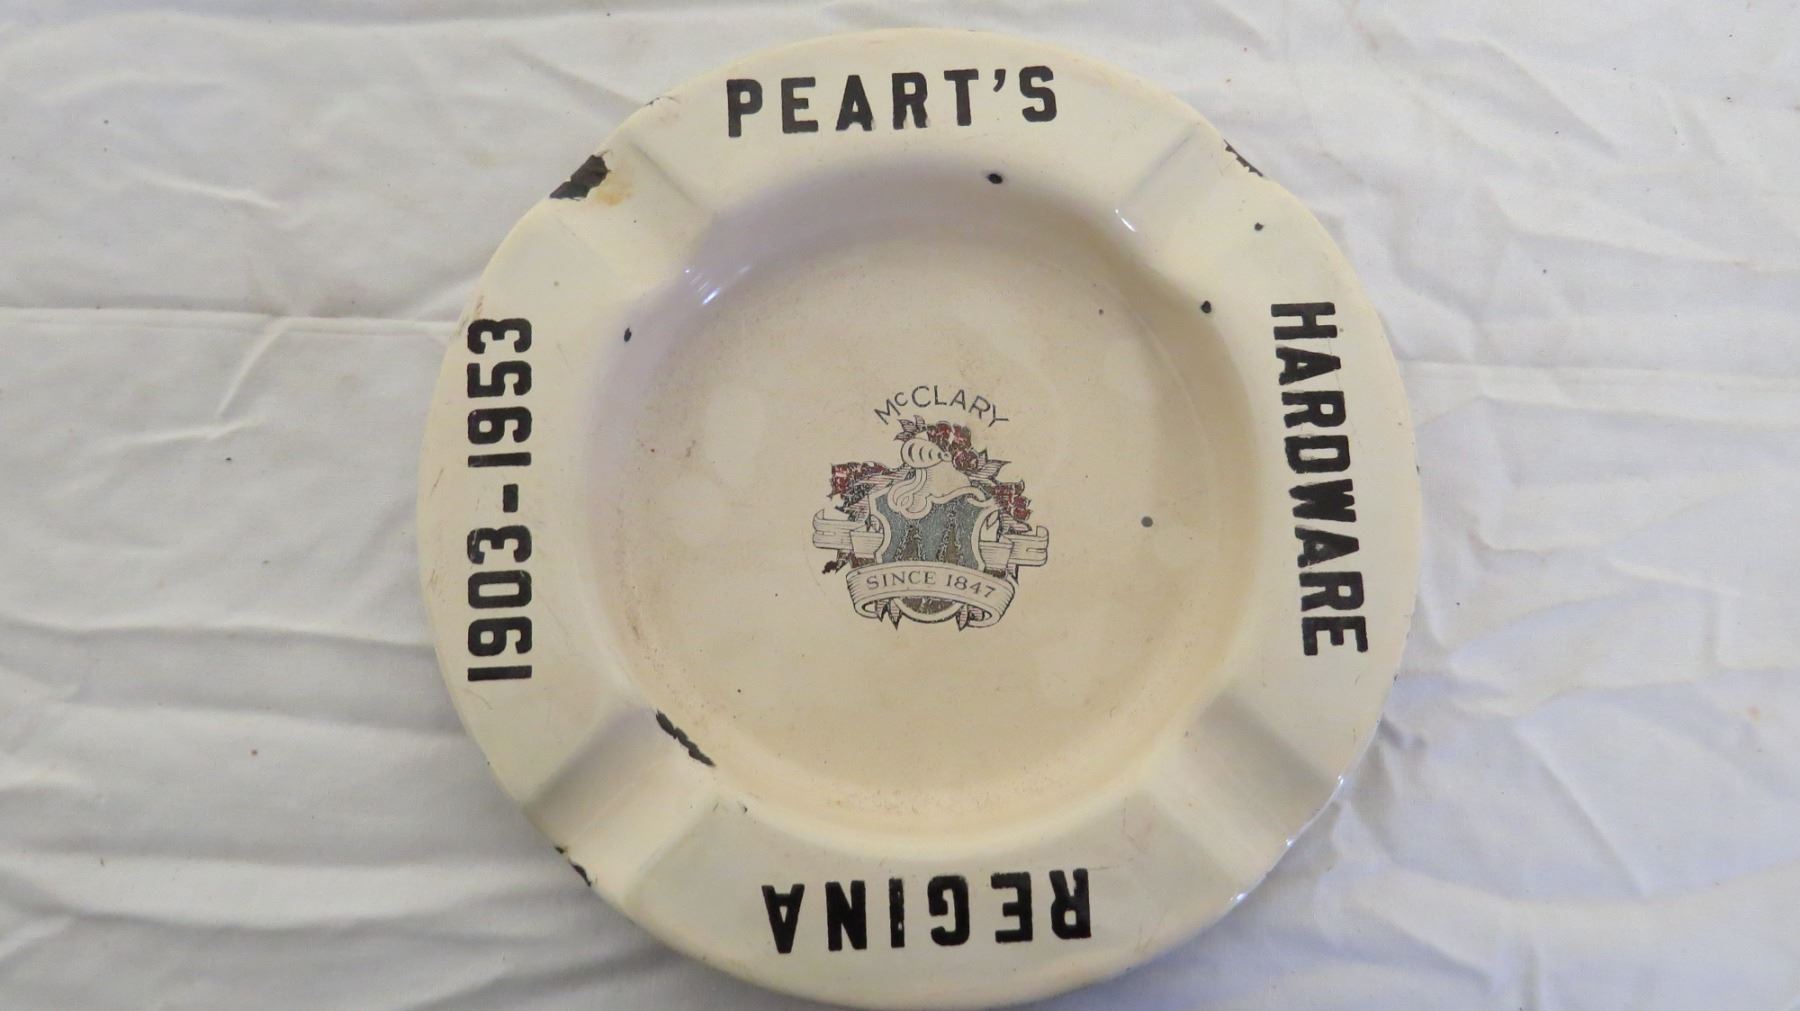 PEART'S
HARDWARE
REGINA
1903-1953
McCLARY
SINCE 1847